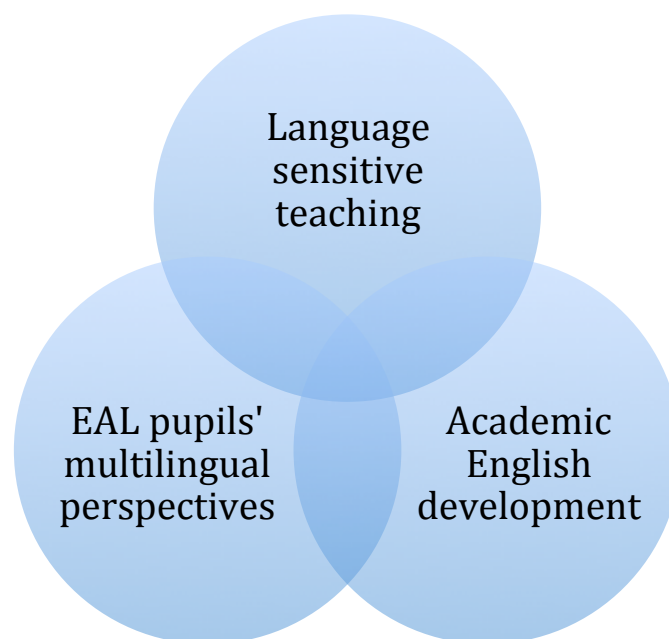 Language
sensitive
teaching
EAL pupils'
multilingual
perspectives
Academic
English
development